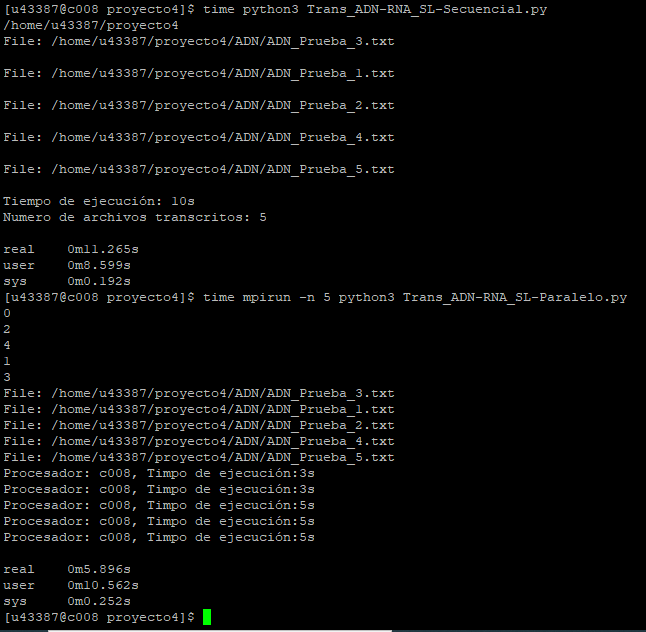 [u43387@c008 proyecto4]$ time python3 Trans_ADN-RNA_SL-Secuencial.py
/home/u43387/proyecto4
File: /home/u43387/proyecto4/ADN/ADN_Prueba_3.txt
File: /home/u43387/proyecto4/ADN/ADN_Prueba_1.txt
File: /home/u43387/proyecto4/ADN/ADN_Prueba_2.txt
File: /home/u43387/proyecto4/ADN/ADN_Prueba_4.txt
File: /home/u43387/proyecto4/ADN/ADN_Prueba_5.txt
Tiempo de ejecución: 10s
Numero de archivos transcritos: 5
real 0m11.265s
user 0m8.599s
sys 0m0.192s
[u43387@c008 proyecto4]$ time mpirun -n 5 python3 Trans_ADN-RNA_SL-Paralelo.py
0
2
4
1
3
File: /home/u43387/proyecto4/ADN/ADN_Prueba_3.txt
File: /home/u43387/proyecto4/ADN/ADN_Prueba_1.txt
File: /home/u43387/proyecto4/ADN/ADN_Prueba_2.txt
File: /home/u43387/proyecto4/ADN/ADN_Prueba_4.txt
File: /home/u43387/proyecto4/ADN/ADN_Prueba_5.txt
Procesador: c008, Timpo de ejecución:3s
Procesador: c008, Timpo de ejecución:3s
Procesador: c008, Timpo de ejecución:5s
Procesador: c008, Timpo de ejecución:5s
Procesador: c008, Timpo de ejecución:5s
real 0m5.896s
user 0m10.562s
sys 0m0.252s
[u43387@c008 proyecto4]$